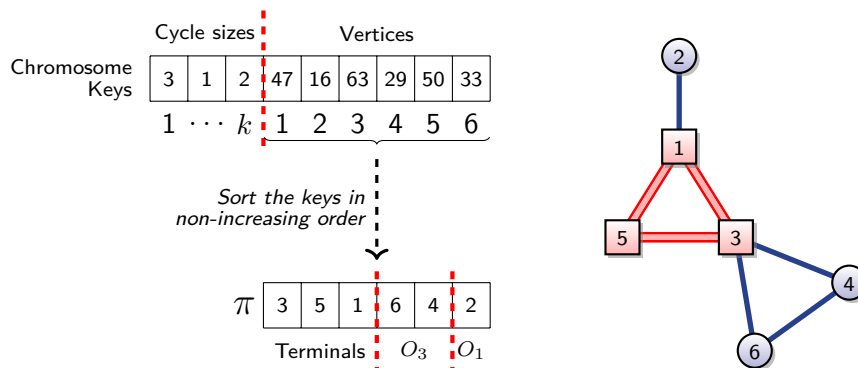 Cycle sizes Vertices
Chromosome Keys 3 1 2 47 16 63 29 50 33
1 ⋯ k 1 2 3 4 5 6
Sort the keys in
non-increasing order
π 3 5 1 6 4 2
Terminals O₃ O₁
2
1
5 3
4
6